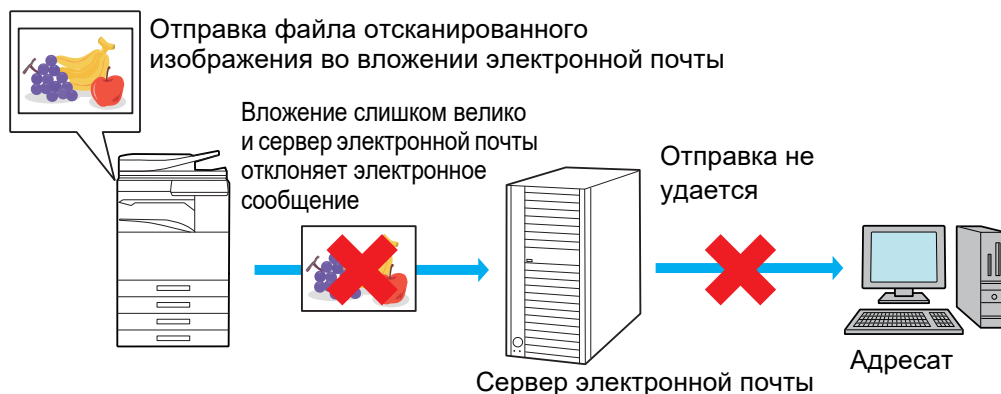 Отправка файла отсканированного
изображения во вложении электронной почты
Вложение слишком велико
и сервер электронной почты
отклоняет электронное
сообщение
Отправка не
удается
Адресат
Сервер электронной почты